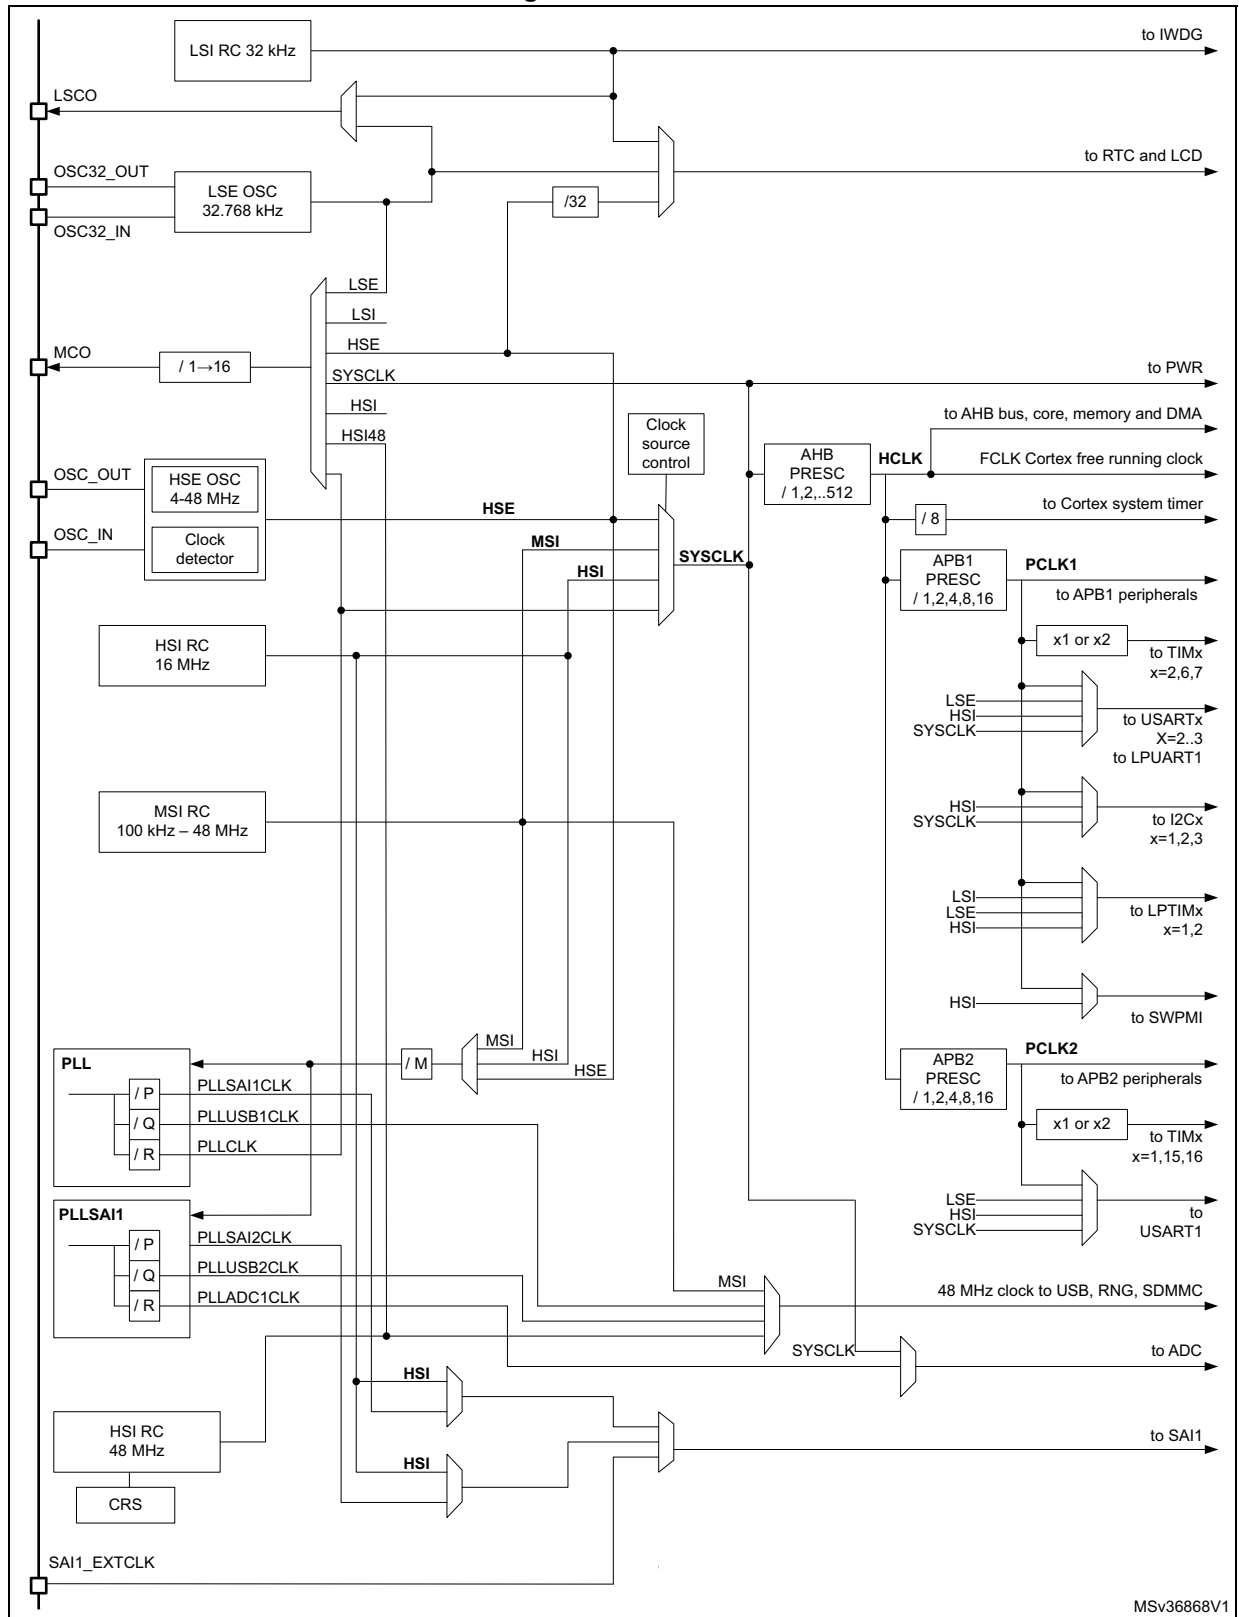 LSI RC 32 kHz
to IWDG
LSCO
OSC32_OUT
to RTC and LCD
LSE OSC
32.768 kHz
/32
OSC32_IN
LSE
LSI
HSE
MCO
/ 1→16
SYSCLK
to PWR
HSI
to AHB bus, core, memory and DMA
HSI48
Clock
source
control
OSC_OUT
HSE OSC
4-48 MHz
AHB
PRESC
/ 1,2,..512
HCLK
FCLK Cortex free running clock
HSE
to Cortex system timer
/ 8
OSC_IN
Clock
detector
MSI
SYSCLK
HSI
APB1
PRESC
/ 1,2,4,8,16
PCLK1
to APB1 peripherals
HSI RC
16 MHz
x1 or x2
to TIMx
x=2,6,7
LSE
HSI
SYSCLK
to USARTx
X=2..3
to LPUART1
MSI RC
100 kHz – 48 MHz
HSI
SYSCLK
to I2Cx
x=1,2,3
LSI
LSE
HSI
to LPTIMx
x=1,2
HSI
to SWPMI
MSI
HSI
HSE
/ M
PLL
/ P
PLLSAI1CLK
/ Q
PLLUSB1CLK
/ R
PLLCLK
APB2
PRESC
/ 1,2,4,8,16
PCLK2
to APB2 peripherals
x1 or x2
to TIMx
x=1,15,16
LSE
HSI
SYSCLK
to
USART1
PLLSAI1
/ P
PLLSAI2CLK
/ Q
PLLUSB2CLK
/ R
PLLADC1CLK
MSI
48 MHz clock to USB, RNG, SDMMC
SYSCLK
to ADC
HSI
HSI RC
48 MHz
to SAI1
HSI
CRS
SAI1_EXTCLK
MSv36868V1